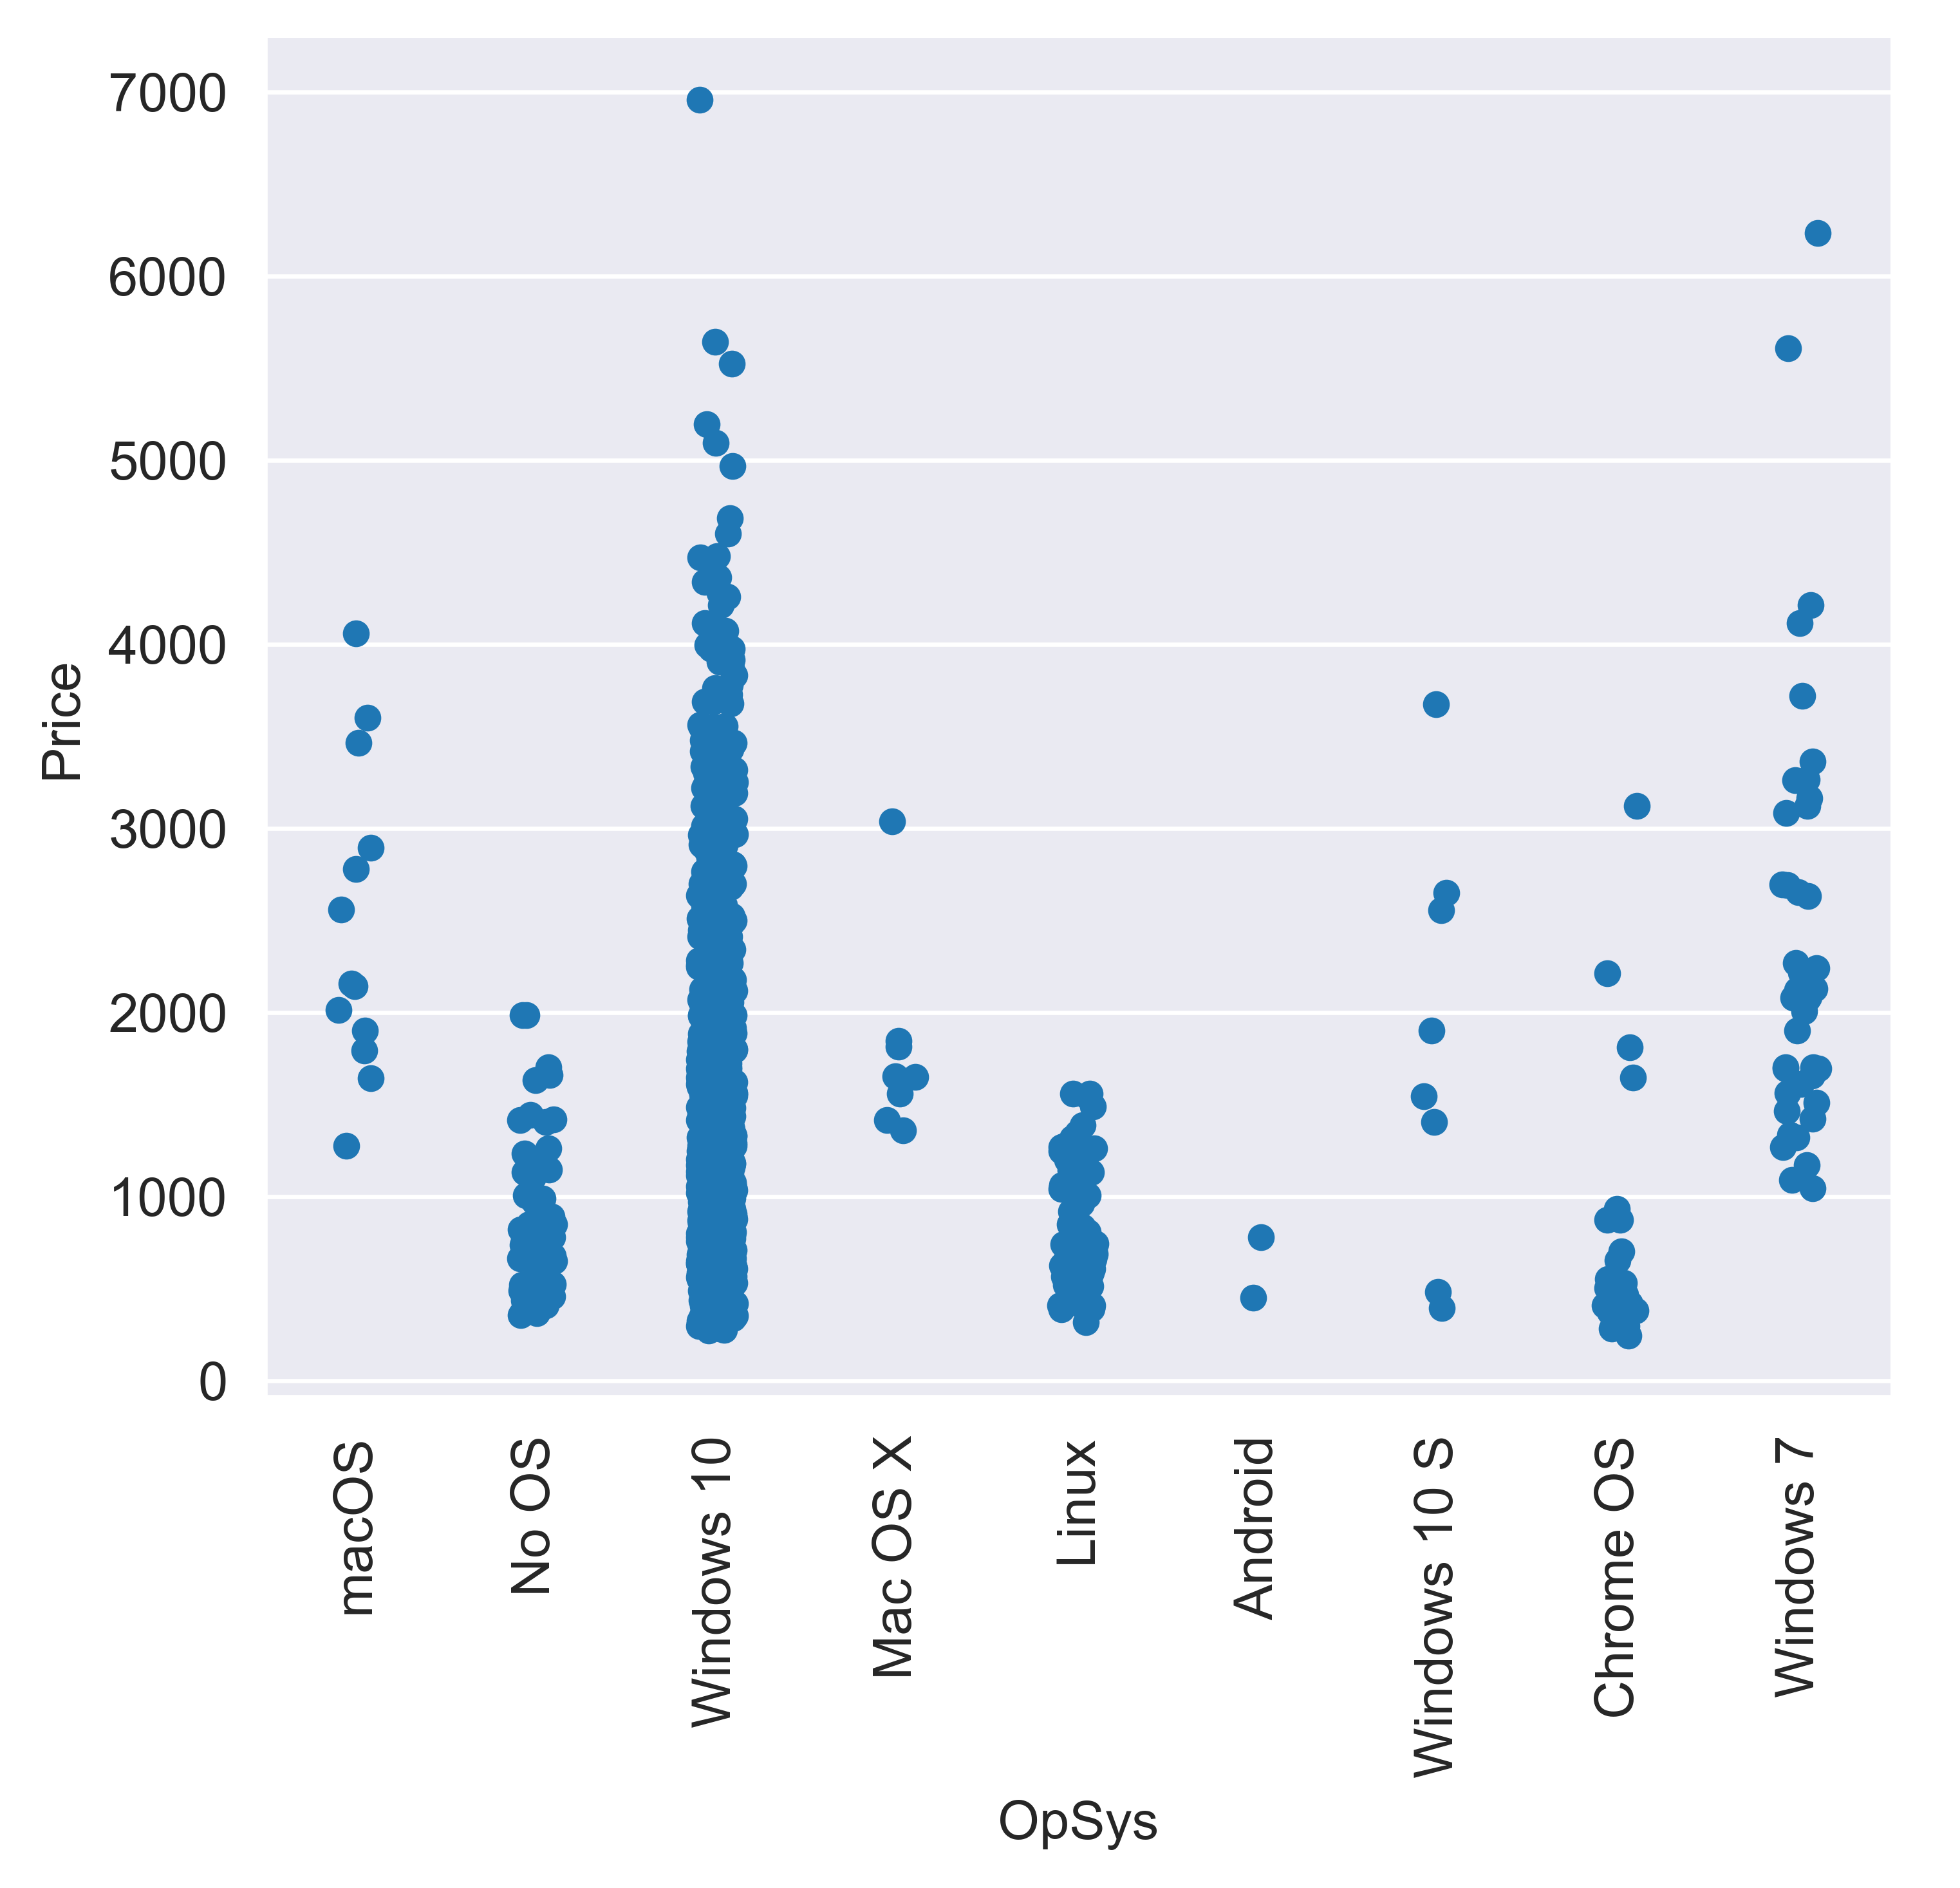 7000
6000
5000
4000
3000
2000
1000
0
Price
macOS
No OS
Windows 10
Mac OS X
Linux
Android
Windows 10 S
Chrome OS
Windows 7
OpSys